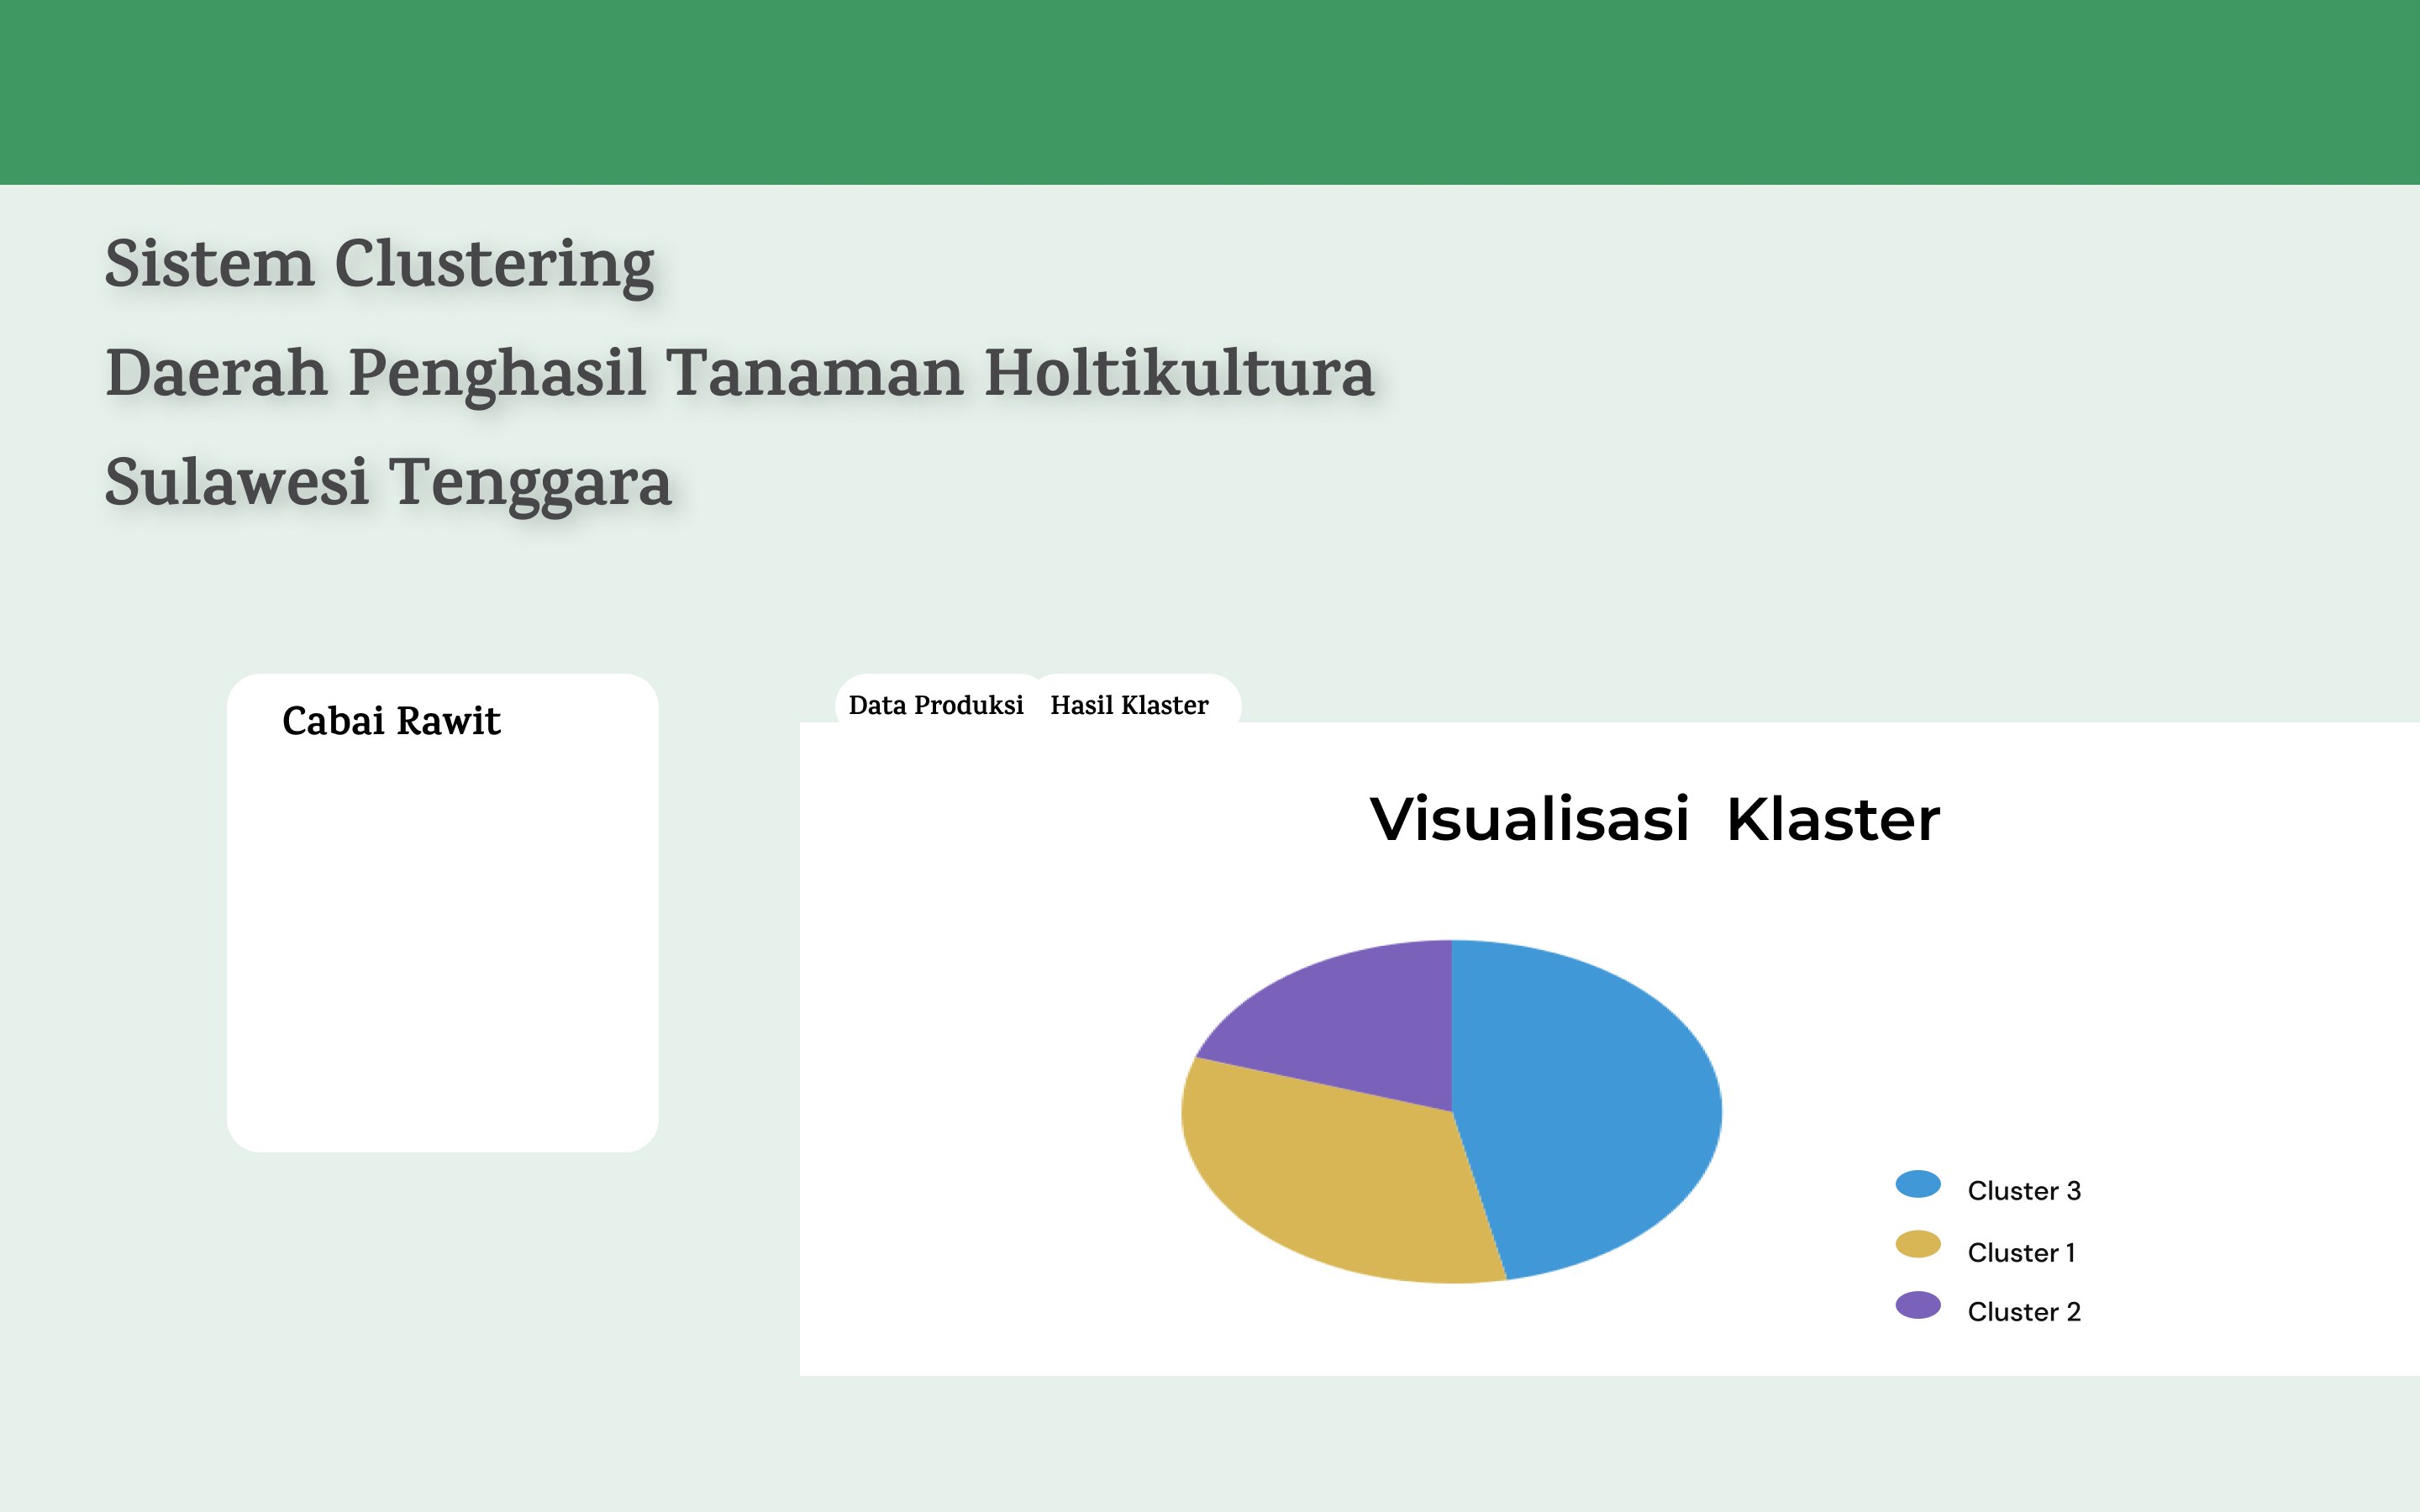 Sistem Clustering
Daerah Penghasil Tanaman Holtikultura
Sulawesi Tenggara
Cabai Rawit
Data Produksi
Hasil Klaster
Visualisasi Klaster
Cluster 3
Cluster 1
Cluster 2